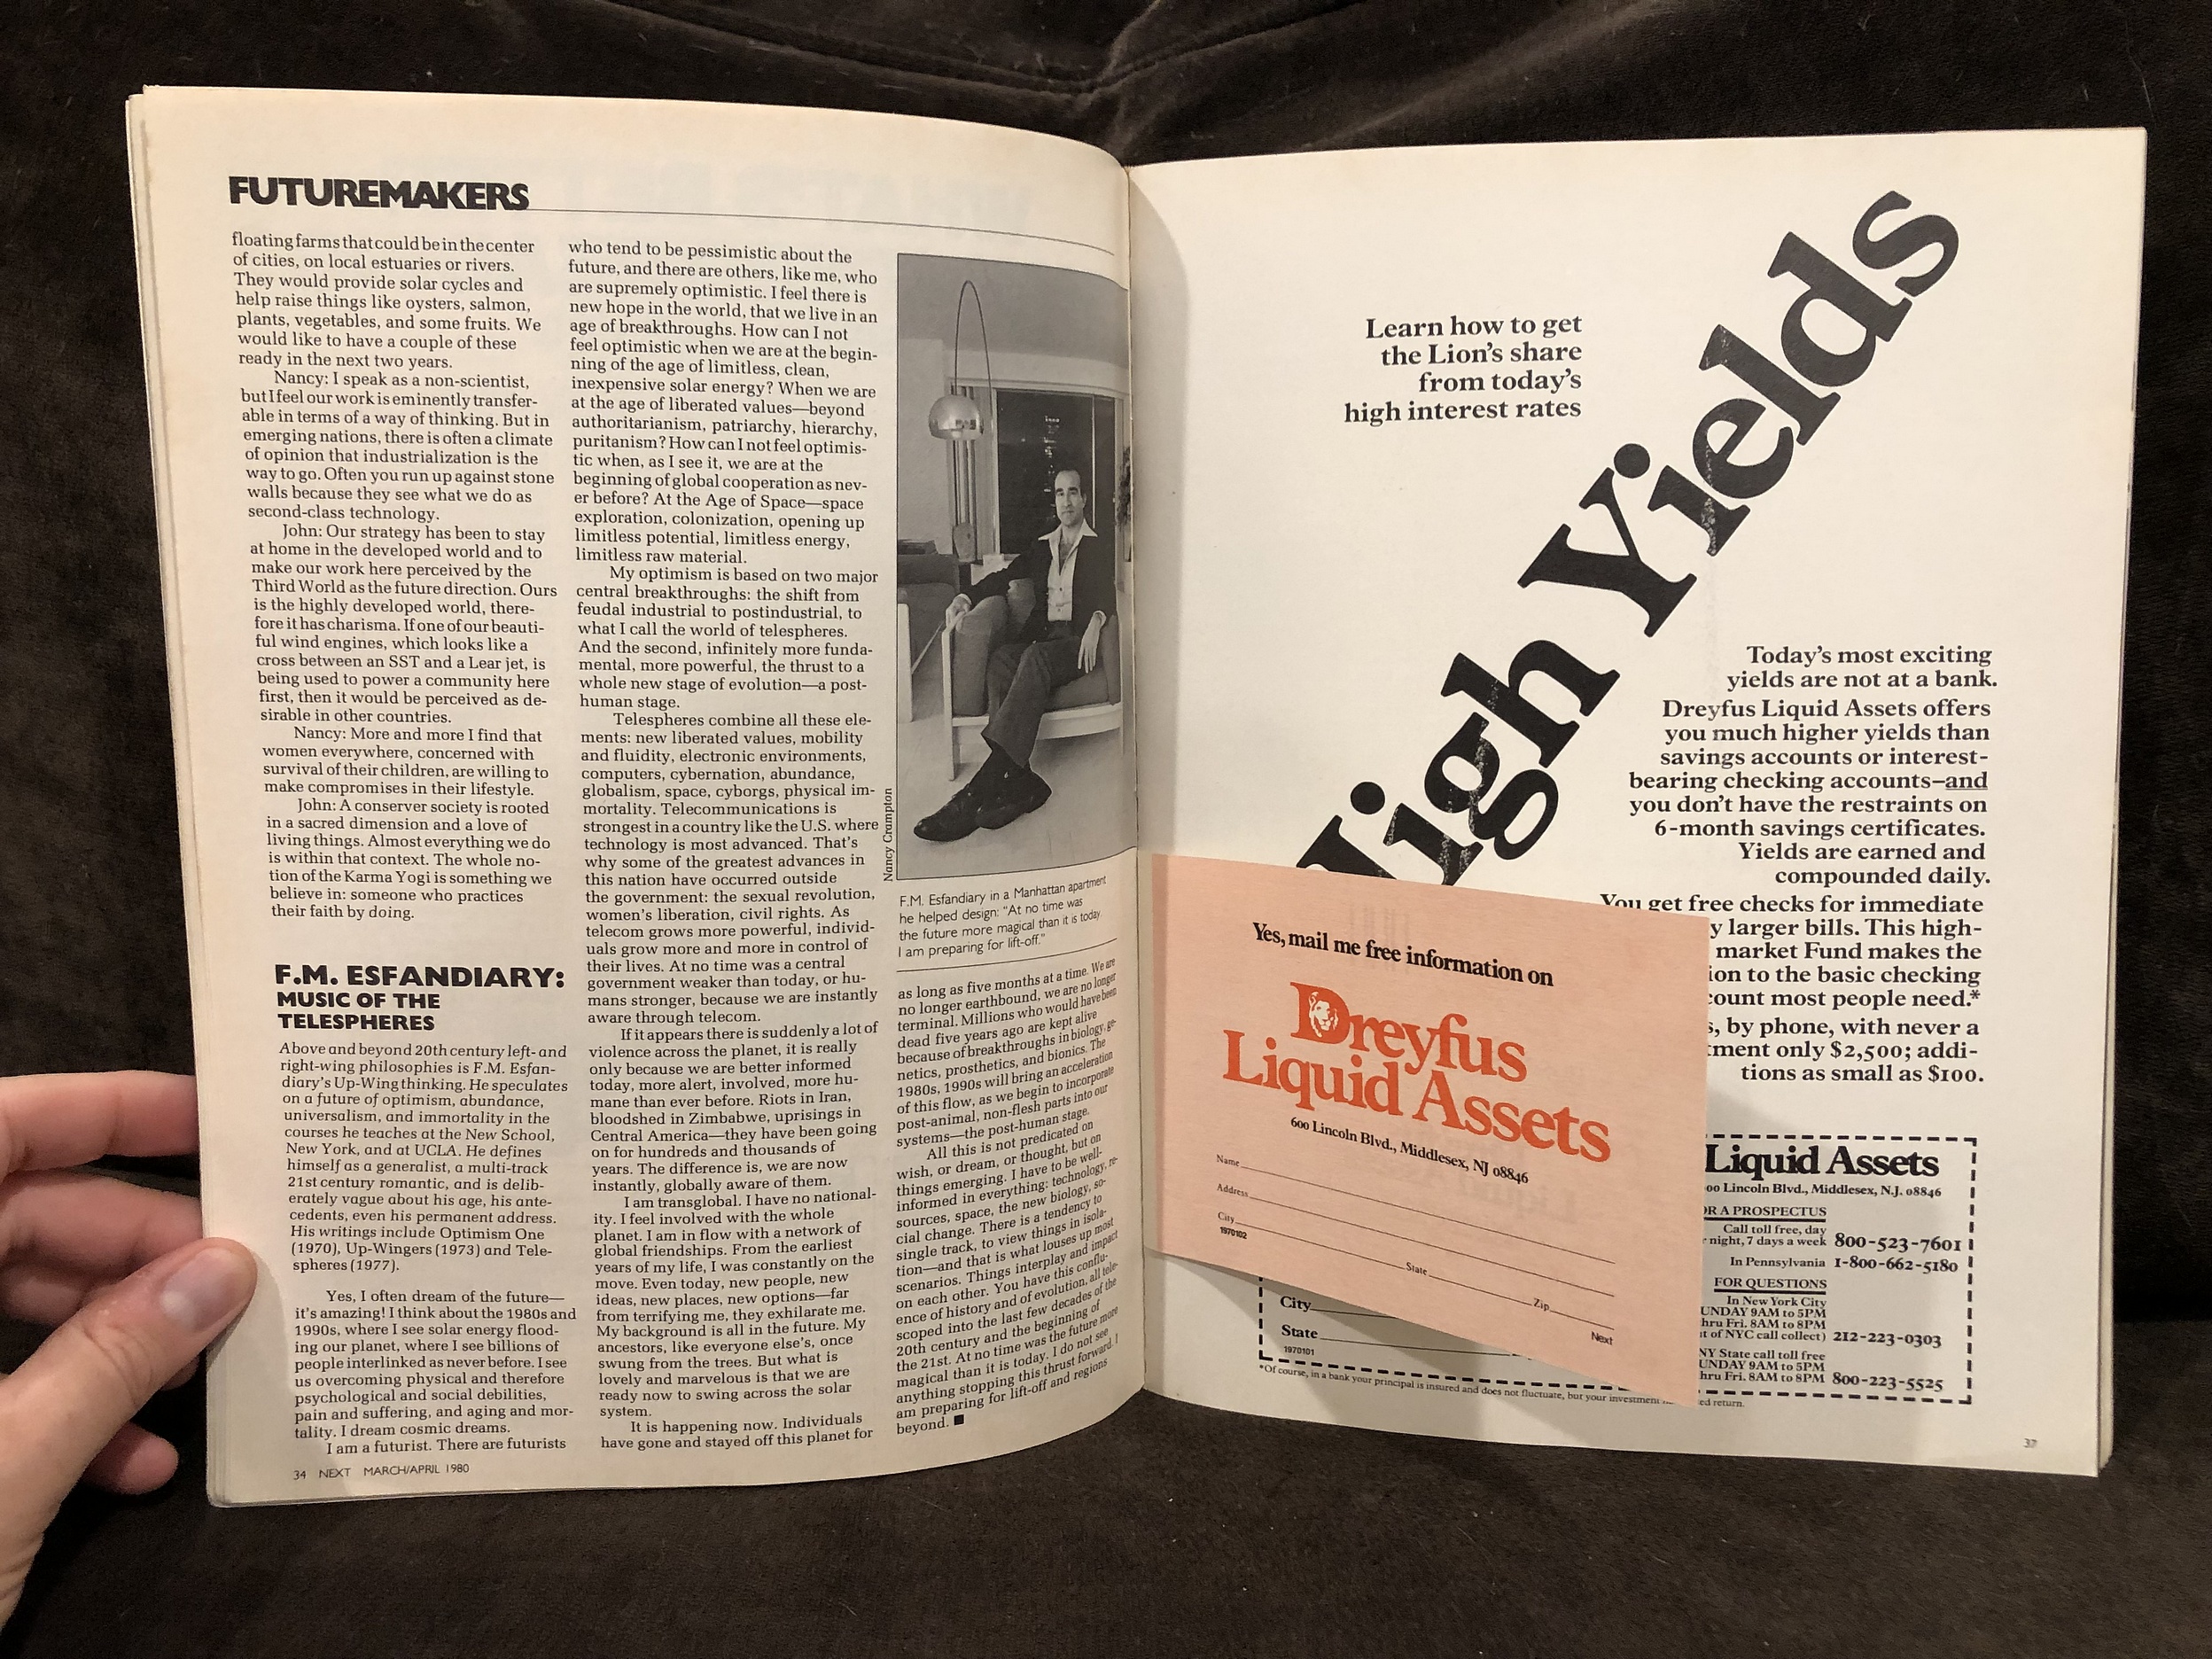 FUTUREMAKERS
floating farms that could be in the center
of cities, on local estuaries or rivers.
They would provide solar cycles and
help raise things like oysters, salmon,
plants, vegetables, and some fruits. We
would like to have a couple of these
ready in the next two years.
Nancy: I speak as a non-scientist,
but I feel our work is eminently transfer-
able in terms of a way of thinking. But in
emerging nations, there is often a climate
of opinion that industrialization is the
way to go. Often you run up against stone
walls because they see what we do as
second-class technology.
John: Our strategy has been to stay
at home in the developed world and to
make our work here perceived by the
Third World as the future direction. Ours
is the highly developed world, there-
fore it has charisma. If one of our beauti-
ful wind engines, which looks like a
cross between an SST and a Lear jet, is
being used to power a community here
first, then it would be perceived as de-
sirable in other countries.
Nancy: More and more I find that
women everywhere, concerned with
survival of their children, are willing to
make compromises in their lifestyle.
John: A conserver society is rooted
in a sacred dimension and a love of
living things. Almost everything we do
is within that context. The whole no-
tion of the Karma Yogi is something we
believe in: someone who practices
their faith by doing.
F.M. ESFANDIARY:
MUSIC OF THE
TELESPHERES
Above and beyond 20th century left- and
right-wing philosophies is F.M. Esfan-
diary's Up-Wing thinking. He speculates
on a future of optimism, abundance,
universalism, and immortality in the
courses he teaches at the New School,
New York, and at UCLA. He defines
himself as a generalist, a multi-track
21st century romantic, and is delib-
erately vague about his age, his ante-
cedents, even his permanent address.
His writings include Optimism One
(1970), Up-Wingers (1973) and Tele-
spheres (1977).
Yes, I often dream of the future—
it's amazing! I think about the 1980s and
1990s, where I see solar energy flood-
ing our planet, where I see billions of
people interlinked as never before. I see
us overcoming physical and therefore
psychological and social debilities,
pain and suffering, and aging and mor-
tality. I dream cosmic dreams.
I am a futurist. There are futurists
34 NEXT MARCH/APRIL 1980
who tend to be pessimistic about the
future, and there are others, like me, who
are supremely optimistic. I feel there is
new hope in the world, that we live in an
age of breakthroughs. How can I not
feel optimistic when we are at the begin-
ning of the age of limitless, clean,
inexpensive solar energy? When we are
at the age of liberated values—beyond
authoritarianism, patriarchy, hierarchy,
puritanism? How can I not feel optimis-
tic when, as I see it, we are at the
beginning of global cooperation as nev-
er before? At the Age of Space—space
exploration, colonization, opening up
limitless potential, limitless energy,
limitless raw material.
My optimism is based on two major
central breakthroughs: the shift from
feudal industrial to postindustrial, to
what I call the world of telespheres.
And the second, infinitely more funda-
mental, more powerful, the thrust to a
whole new stage of evolution—a post-
human stage.
Telespheres combine all these ele-
ments: new liberated values, mobility
and fluidity, electronic environments,
computers, cybernation, abundance,
globalism, space, cyborgs, physical im-
mortality. Telecommunications is
strongest in a country like the U.S. where
technology is most advanced. That's
why some of the greatest advances in
this nation have occurred outside
the government: the sexual revolution,
women's liberation, civil rights. As
telecom grows more powerful, individ-
uals grow more and more in control of
their lives. At no time was a central
government weaker than today, or hu-
mans stronger, because we are instantly
aware through telecom.
If it appears there is suddenly a lot of
violence across the planet, it is really
only because we are better informed
today, more alert, involved, more hu-
mane than ever before. Riots in Iran,
bloodshed in Zimbabwe, uprisings in
Central America—they have been going
on for hundreds and thousands of
years. The difference is, we are now
instantly, globally aware of them.
I am transglobal. I have no national-
ity. I feel involved with the whole
planet. I am in flow with a network of
global friendships. From the earliest
years of my life, I was constantly on the
move. Even today, new people, new
ideas, new places, new options—far
from terrifying me, they exhilarate me.
My background is all in the future. My
ancestors, like everyone else's, once
swung from the trees. But what is
lovely and marvelous is that we are
ready now to swing across the solar
system.
It is happening now. Individuals
have gone and stayed off this planet for
Nancy Crampton
F.M. Esfandiary in a Manhattan apartment
he helped design: "At no time was
the future more magical than it is today.
I am preparing for lift-off."
as long as five months at a time. We are
no longer earthbound, we are no longer
terminal. Millions who would have been
dead five years ago are kept alive
because of breakthroughs in biology, ge-
netics, prosthetics, and bionics. The
1980s, 1990s will bring an acceleration
of this flow, as we begin to incorporate
post-animal, non-flesh parts into our
systems—the post-human stage.
All this is not predicated on
wish, or dream, or thought, but on
things emerging. I have to be well-
informed in everything: technology, re-
sources, space, the new biology, so-
cial change. There is a tendency to
single track, to view things in isola-
tion—and that is what louses up most
scenarios. Things interplay and impact
on each other. You have this conflu-
ence of history and of evolution, all tele-
scoped into the last few decades of the
20th century and the beginning of
the 21st. At no time was the future more
magical than it is today. I do not see
anything stopping this thrust forward. I
am preparing for lift-off and regions
beyond. ■
Learn how to get
the Lion's share
from today's
high interest rates
High Yields
Today's most exciting
yields are not at a bank.
Dreyfus Liquid Assets offers
you much higher yields than
savings accounts or interest-
bearing checking accounts—and
you don't have the restraints on
6-month savings certificates.
Yields are earned and
compounded daily.
You get free checks for immediate
y larger bills. This high-
market Fund makes the
ion to the basic checking
count most people need.*
s, by phone, with never a
tment only $2,500; addi-
tions as small as $100.
Yes, mail me free information on
Dreyfus
Liquid Assets
600 Lincoln Blvd., Middlesex, NJ 08846
Name
Address
City
1970102
State
Zip
Next
Liquid Assets
00 Lincoln Blvd., Middlesex, N.J. 08846
OR A PROSPECTUS
Call toll free, day
r night, 7 days a week 800-523-7601
In Pennsylvania 1-800-662-5180
FOR QUESTIONS
In New York City
UNDAY 9AM to 5PM
hru Fri. 8AM to 8PM
t of NYC call collect) 212-223-0303
NY State call toll free
UNDAY 9AM to 5PM
hru Fri. 8AM to 8PM 800-223-5525
City
State
1970101
*Of course, in a bank your principal is insured and does not fluctuate, but your investment
ed return.
37